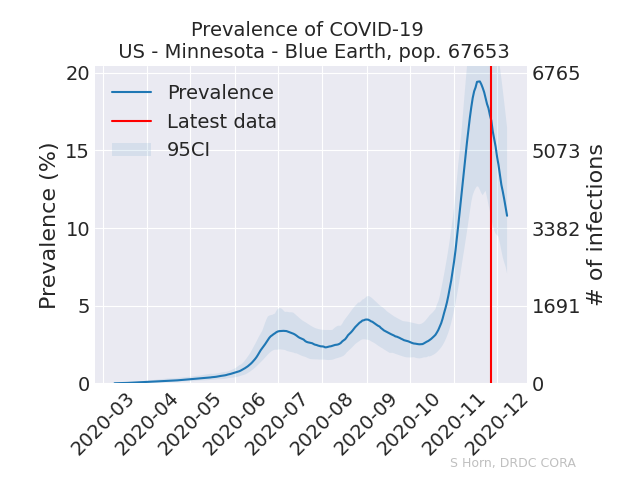 Prevalence of COVID-19
US - Minnesota - Blue Earth, pop. 67653
Prevalence (%)
20
15
10
5
0
Prevalence
Latest data
95CI
6765
5073
3382
1691
0
# of infections
2020-03
2020-04
2020-05
2020-06
2020-07
2020-08
2020-09
2020-10
2020-11
2020-12
S Horn, DRDC CORA